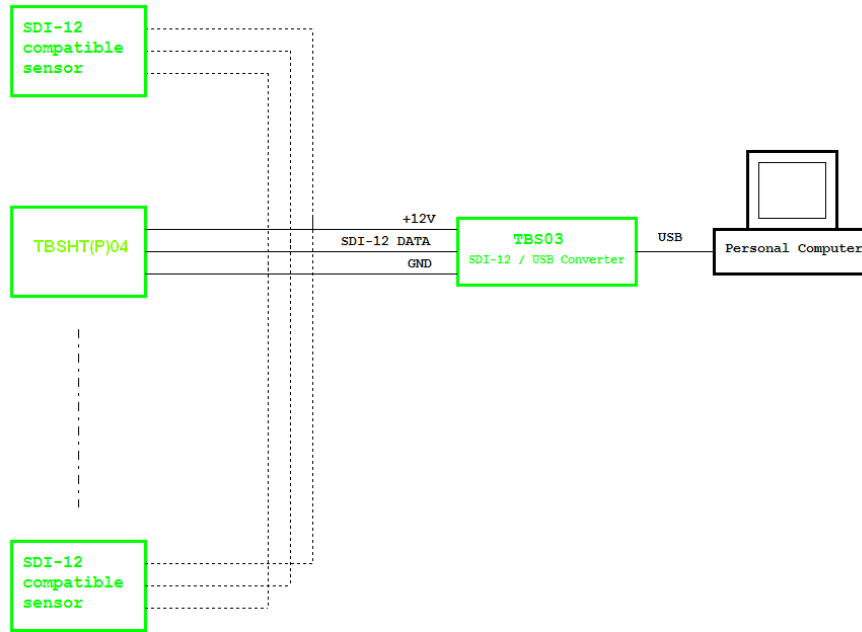 SDI-12
compatible
sensor
+12V
SDI-12 DATA
GND
TBSHT(P)04
TBS03
SDI-12 / USB Converter
USB
Personal Computer
SDI-12
compatible
sensor